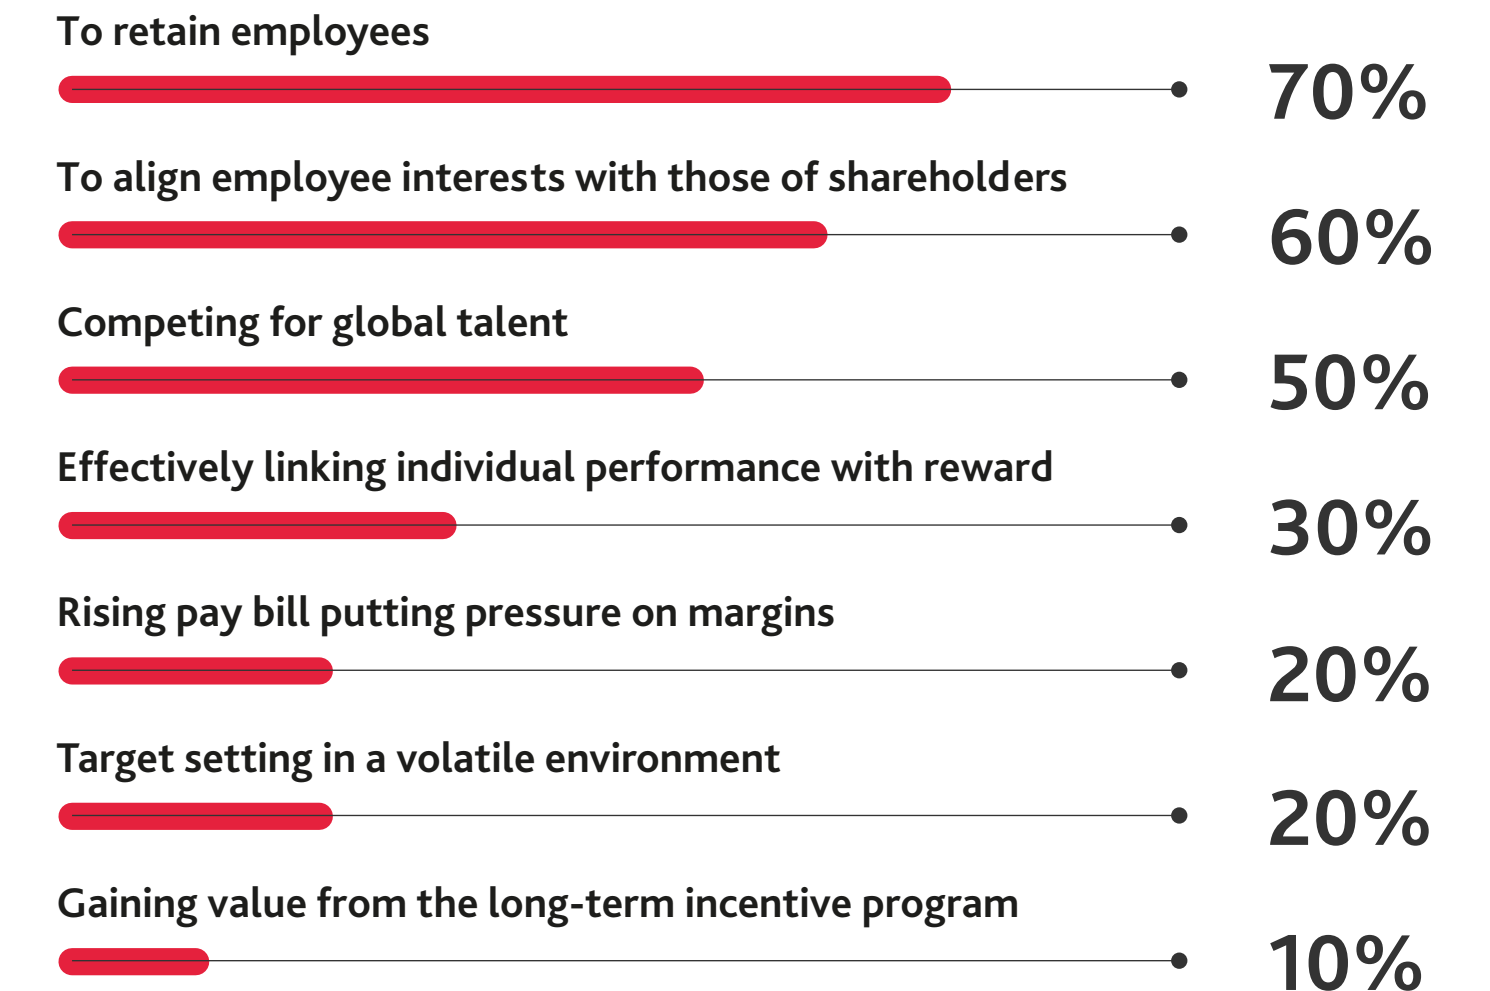 To retain employees
70%
To align employee interests with those of shareholders
60%
Competing for global talent
50%
Effectively linking individual performance with reward
30%
Rising pay bill putting pressure on margins
20%
Target setting in a volatile environment
20%
Gaining value from the long-term incentive program
10%